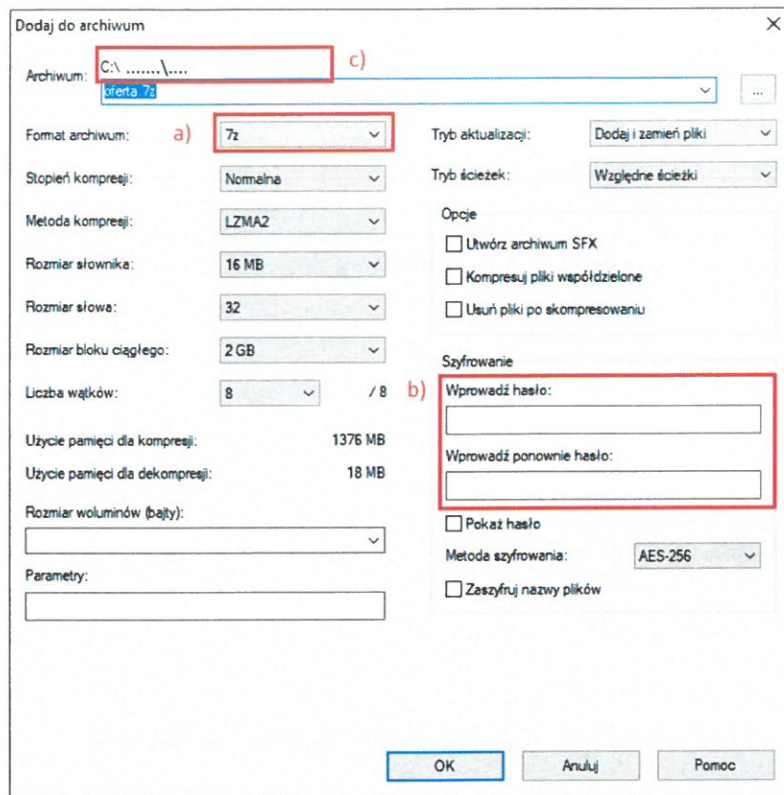 Dodaj do archiwum
Archiwum: C:\ .......\.... c)
oferta.7z ...
Format archiwum: a) 7z
Stopień kompresji: Normalna
Metoda kompresji: LZMA2
Rozmiar słownika: 16 MB
Rozmiar słowa: 32
Rozmiar bloku ciągłego: 2 GB
Liczba wątków: 8 / 8
Użycie pamięci dla kompresji: 1376 MB
Użycie pamięci dla dekompresji: 18 MB
Rozmiar woluminów (bajty):
Parametry:
Tryb aktualizacji: Dodaj i zamień pliki
Tryb ścieżek: Względne ścieżki
Opcje
Utwórz archiwum SFX
Kompresuj pliki współdzielone
Usuń pliki po skompresowaniu
Szyfrowanie
b) Wprowadź hasło:
Wprowadź ponownie hasło:
Pokaż hasło
Metoda szyfrowania: AES-256
Zaszyfruj nazwy plików
OK Anuluj Pomoc